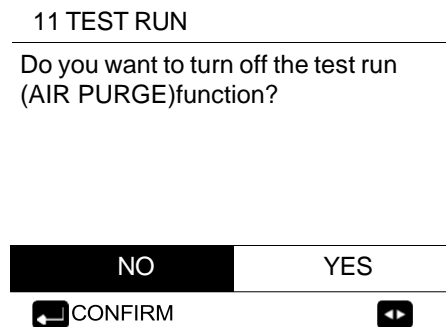 11 TEST RUN
Do you want to turn off the test run
(AIR PURGE)function?
NO YES
CONFIRM